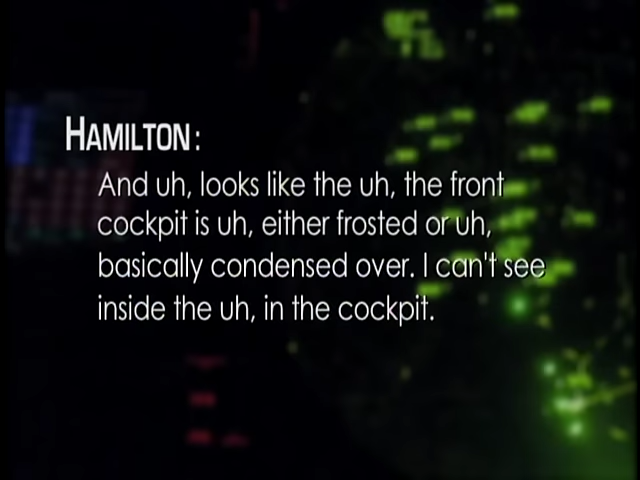 HAMILTON:
And uh, looks like the uh, the front
cockpit is uh, either frosted or uh,
basically condensed over. I can't see
inside the uh, in the cockpit.